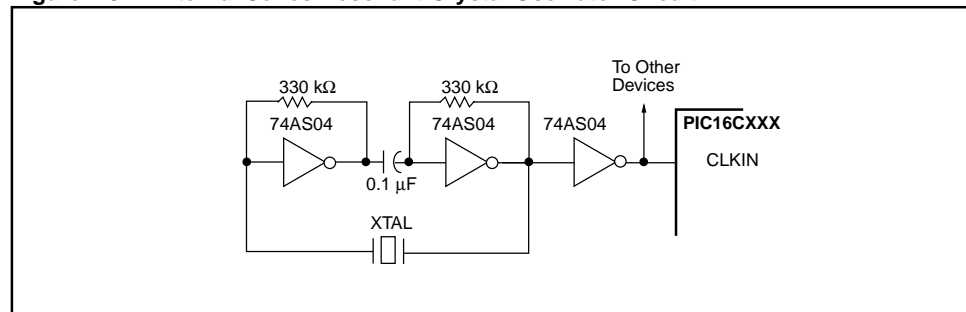 To Other
Devices
330 kΩ
330 kΩ
74AS04
74AS04
74AS04
PIC16CXXX
CLKIN
0.1 µF
XTAL